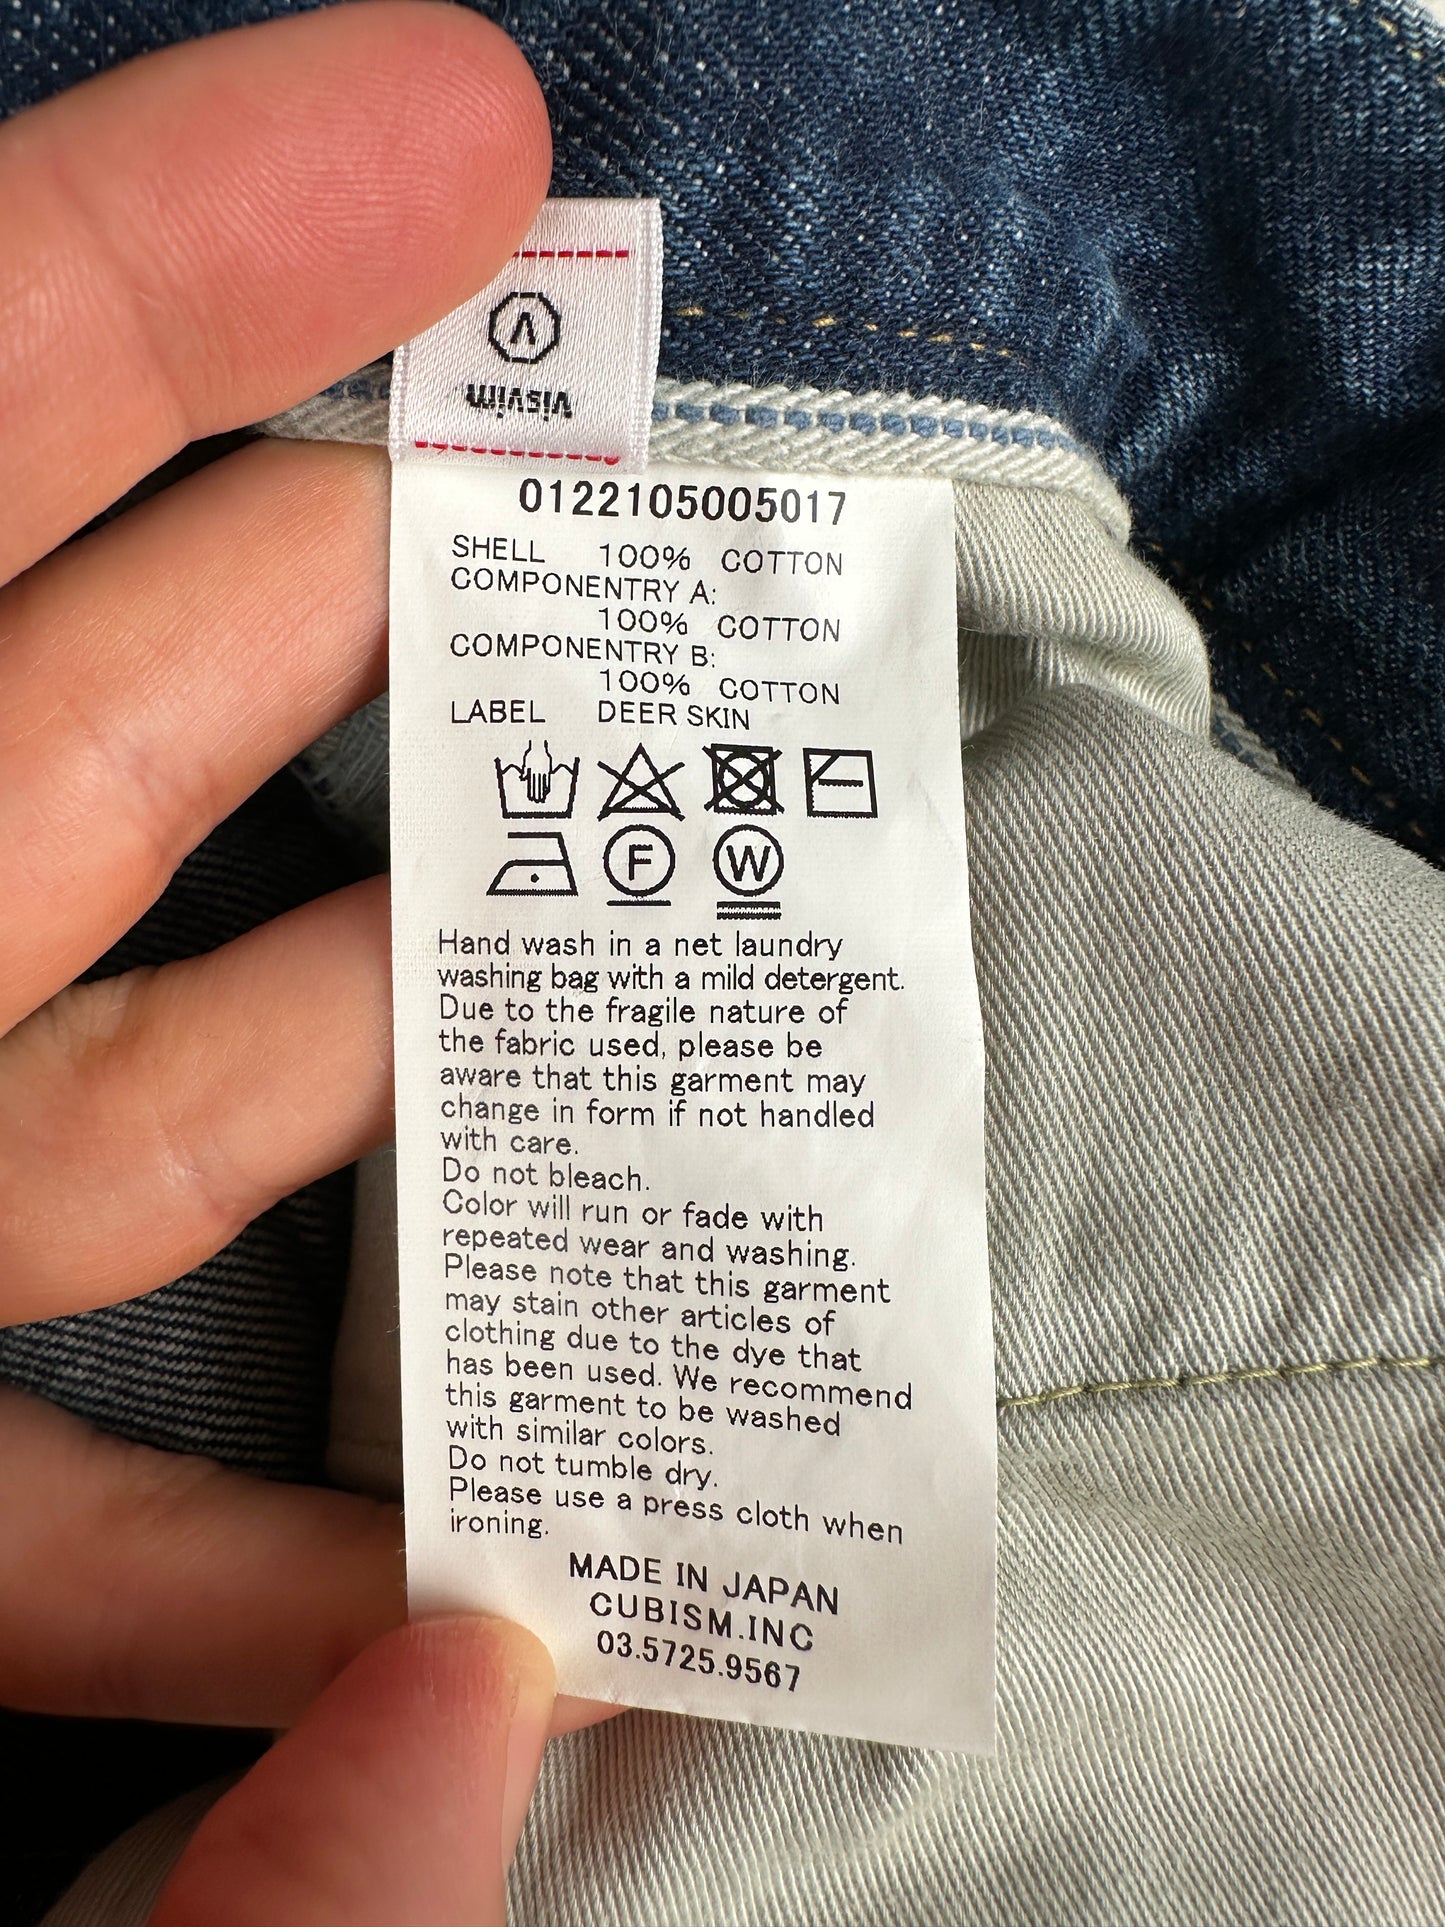 visvim
0122105005017
SHELL 100% COTTON
COMPONENTRY A:
100% COTTON
COMPONENTRY B:
100% COTTON
LABEL DEER SKIN
F W
Hand wash in a net laundry
washing bag with a mild detergent.
Due to the fragile nature of
the fabric used, please be
aware that this garment may
change in form if not handled
with care.
Do not bleach.
Color will run or fade with
repeated wear and washing.
Please note that this garment
may stain other articles of
clothing due to the dye that
has been used. We recommend
this garment to be washed
with similar colors.
Do not tumble dry.
Please use a press cloth when
ironing.
MADE IN JAPAN
CUBISM.INC
03.5725.9567